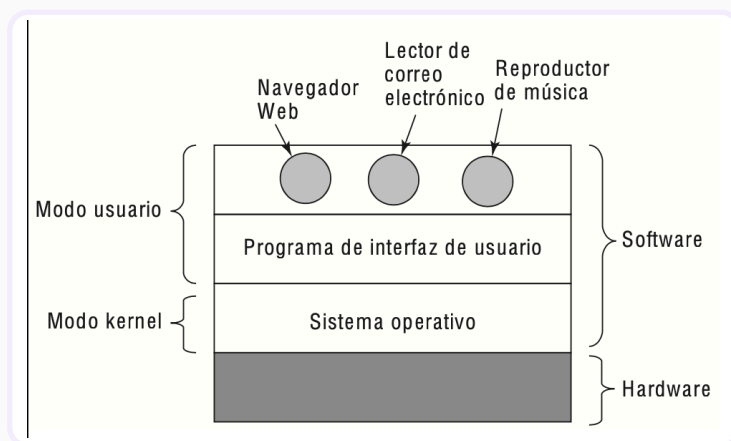 Lector de
correo
electrónico
Reproductor
de música
Navegador
Web
Modo usuario
Programa de interfaz de usuario
Software
Modo kernel
Sistema operativo
Hardware